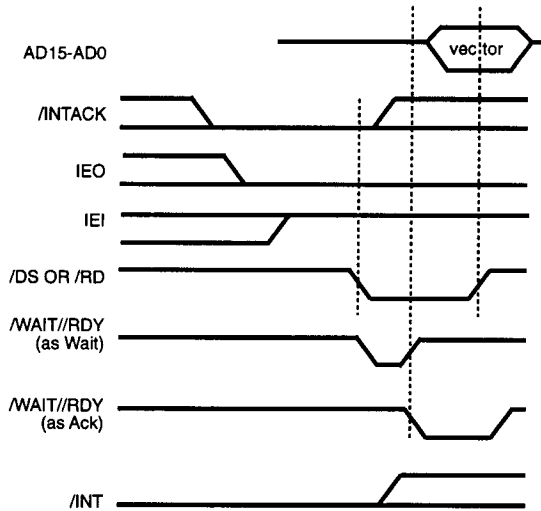 AD15-AD0
vector
/INTACK
IEO
IEI
/DS OR /RD
/WAIT//RDY
(as Wait)
/WAIT//RDY
(as Ack)
/INT